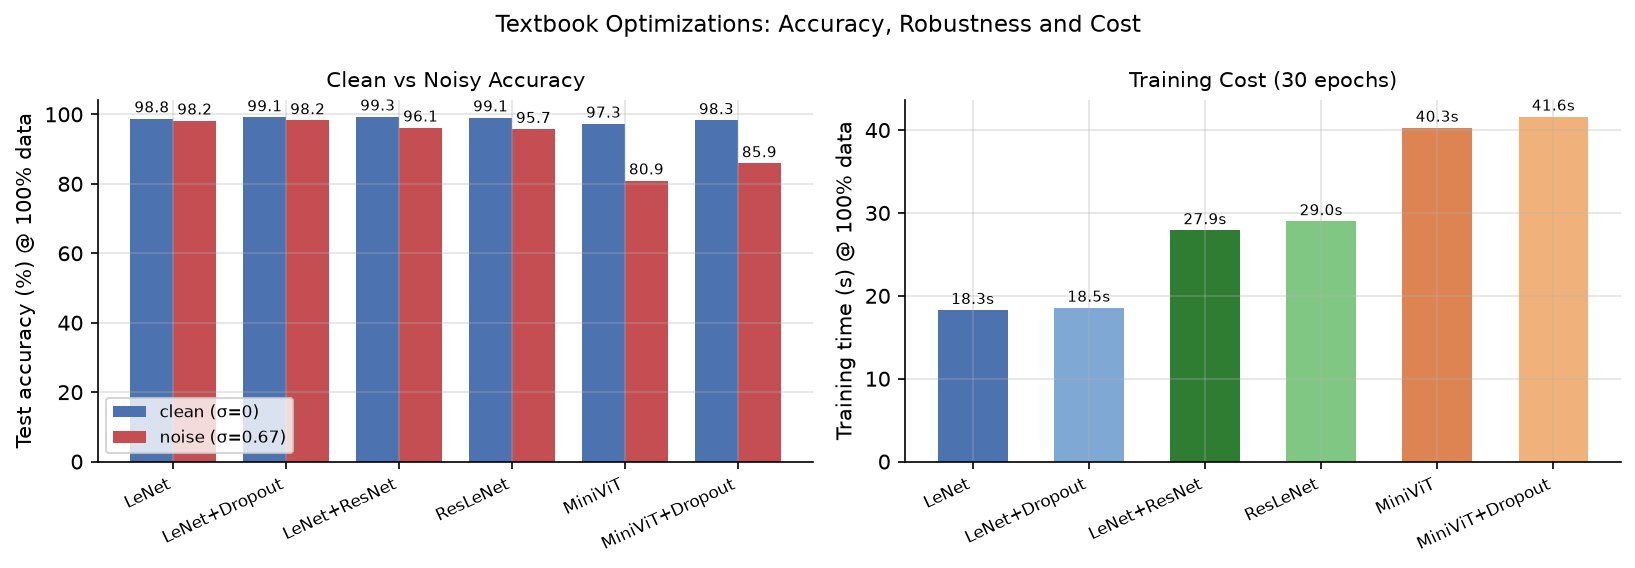 Textbook Optimizations: Accuracy, Robustness and Cost
Clean vs Noisy Accuracy
Test accuracy (%) @ 100% data
100
80
60
40
20
0
98.8 98.2 99.1 98.2 99.3 96.1 99.1 95.7 97.3 80.9 98.3 85.9
clean (σ=0)
noise (σ=0.67)
LeNet
LeNet+Dropout
LeNet+ResNet
ResLeNet
MiniViT
MiniViT+Dropout
Training Cost (30 epochs)
Training time (s) @ 100% data
40
30
20
10
0
18.3s 18.5s 27.9s 29.0s 40.3s 41.6s
LeNet
LeNet+Dropout
LeNet+ResNet
ResLeNet
MiniViT
MiniViT+Dropout